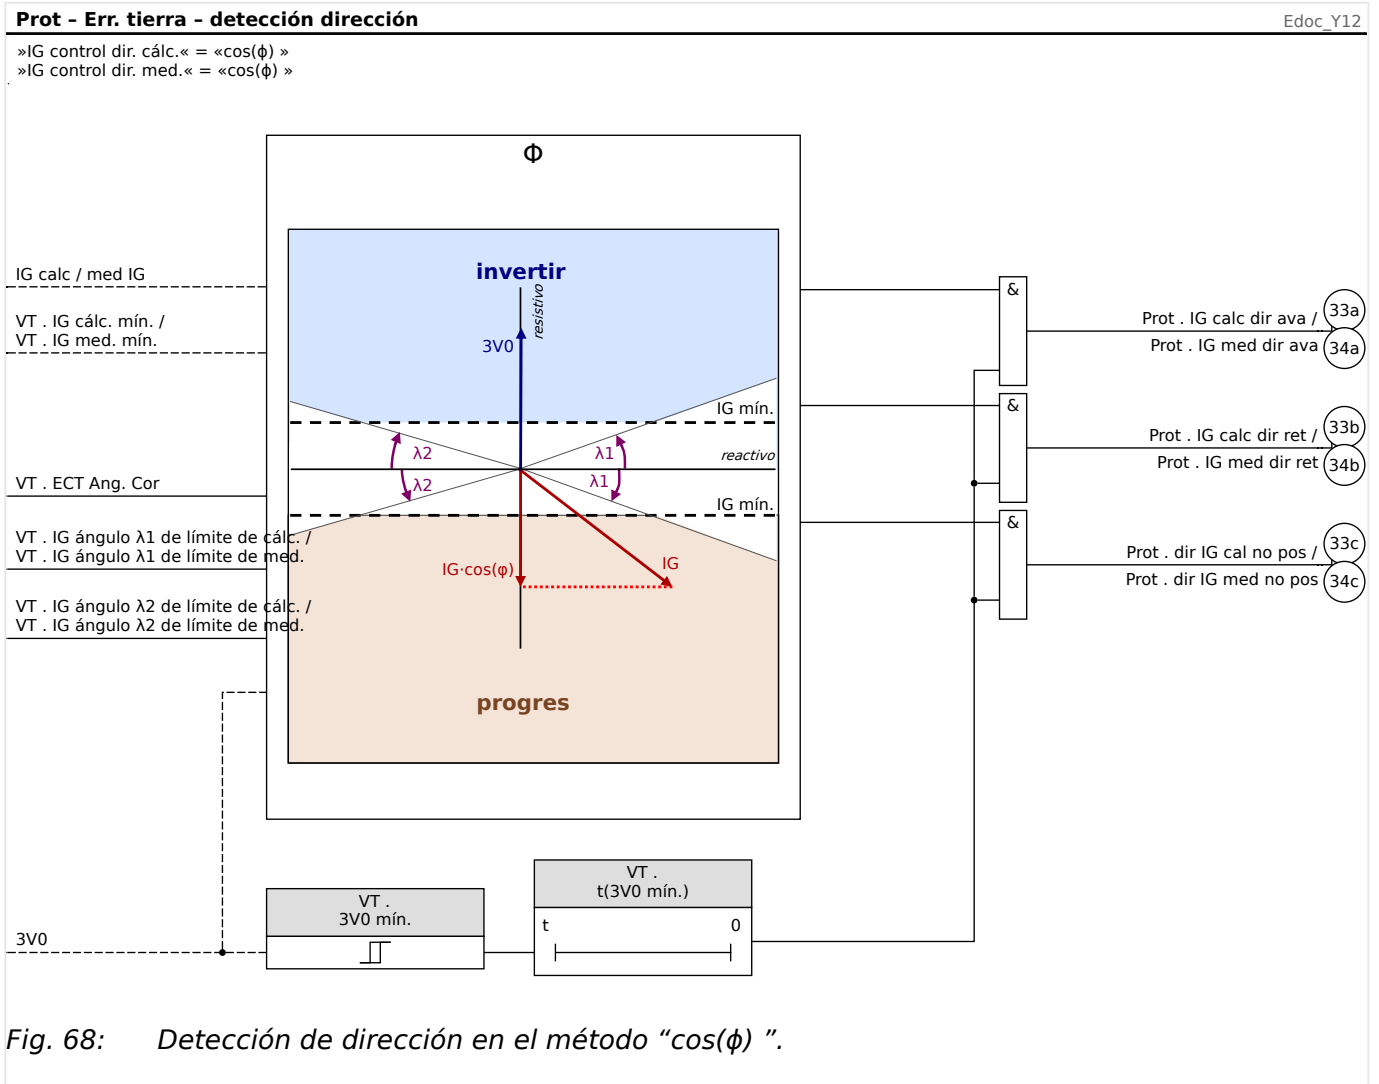 Prot – Err. tierra – detección dirección
Edoc_Y12
»IG control dir. cálc.« = «cos(ϕ) »
»IG control dir. med.« = «cos(ϕ) »
Φ
invertir
resistivo
3V0
IG mín.
λ2
λ1
reactivo
λ2
λ1
IG mín.
IG·cos(φ)
IG
progres
IG calc / med IG
VT . IG cálc. mín. /
VT . IG med. mín.
VT . ECT Ang. Cor
VT . IG ángulo λ1 de límite de cálc. /
VT . IG ángulo λ1 de límite de med.
VT . IG ángulo λ2 de límite de cálc. /
VT . IG ángulo λ2 de límite de med.
3V0
VT .
3V0 mín.
VT .
t(3V0 mín.)
t
0
&
Prot . IG calc dir ava /
33a
Prot . IG med dir ava
34a
&
Prot . IG calc dir ret /
33b
Prot . IG med dir ret
34b
&
Prot . dir IG cal no pos /
33c
Prot . dir IG med no pos
34c
Fig. 68: Detección de dirección en el método “cos(ϕ) ”.